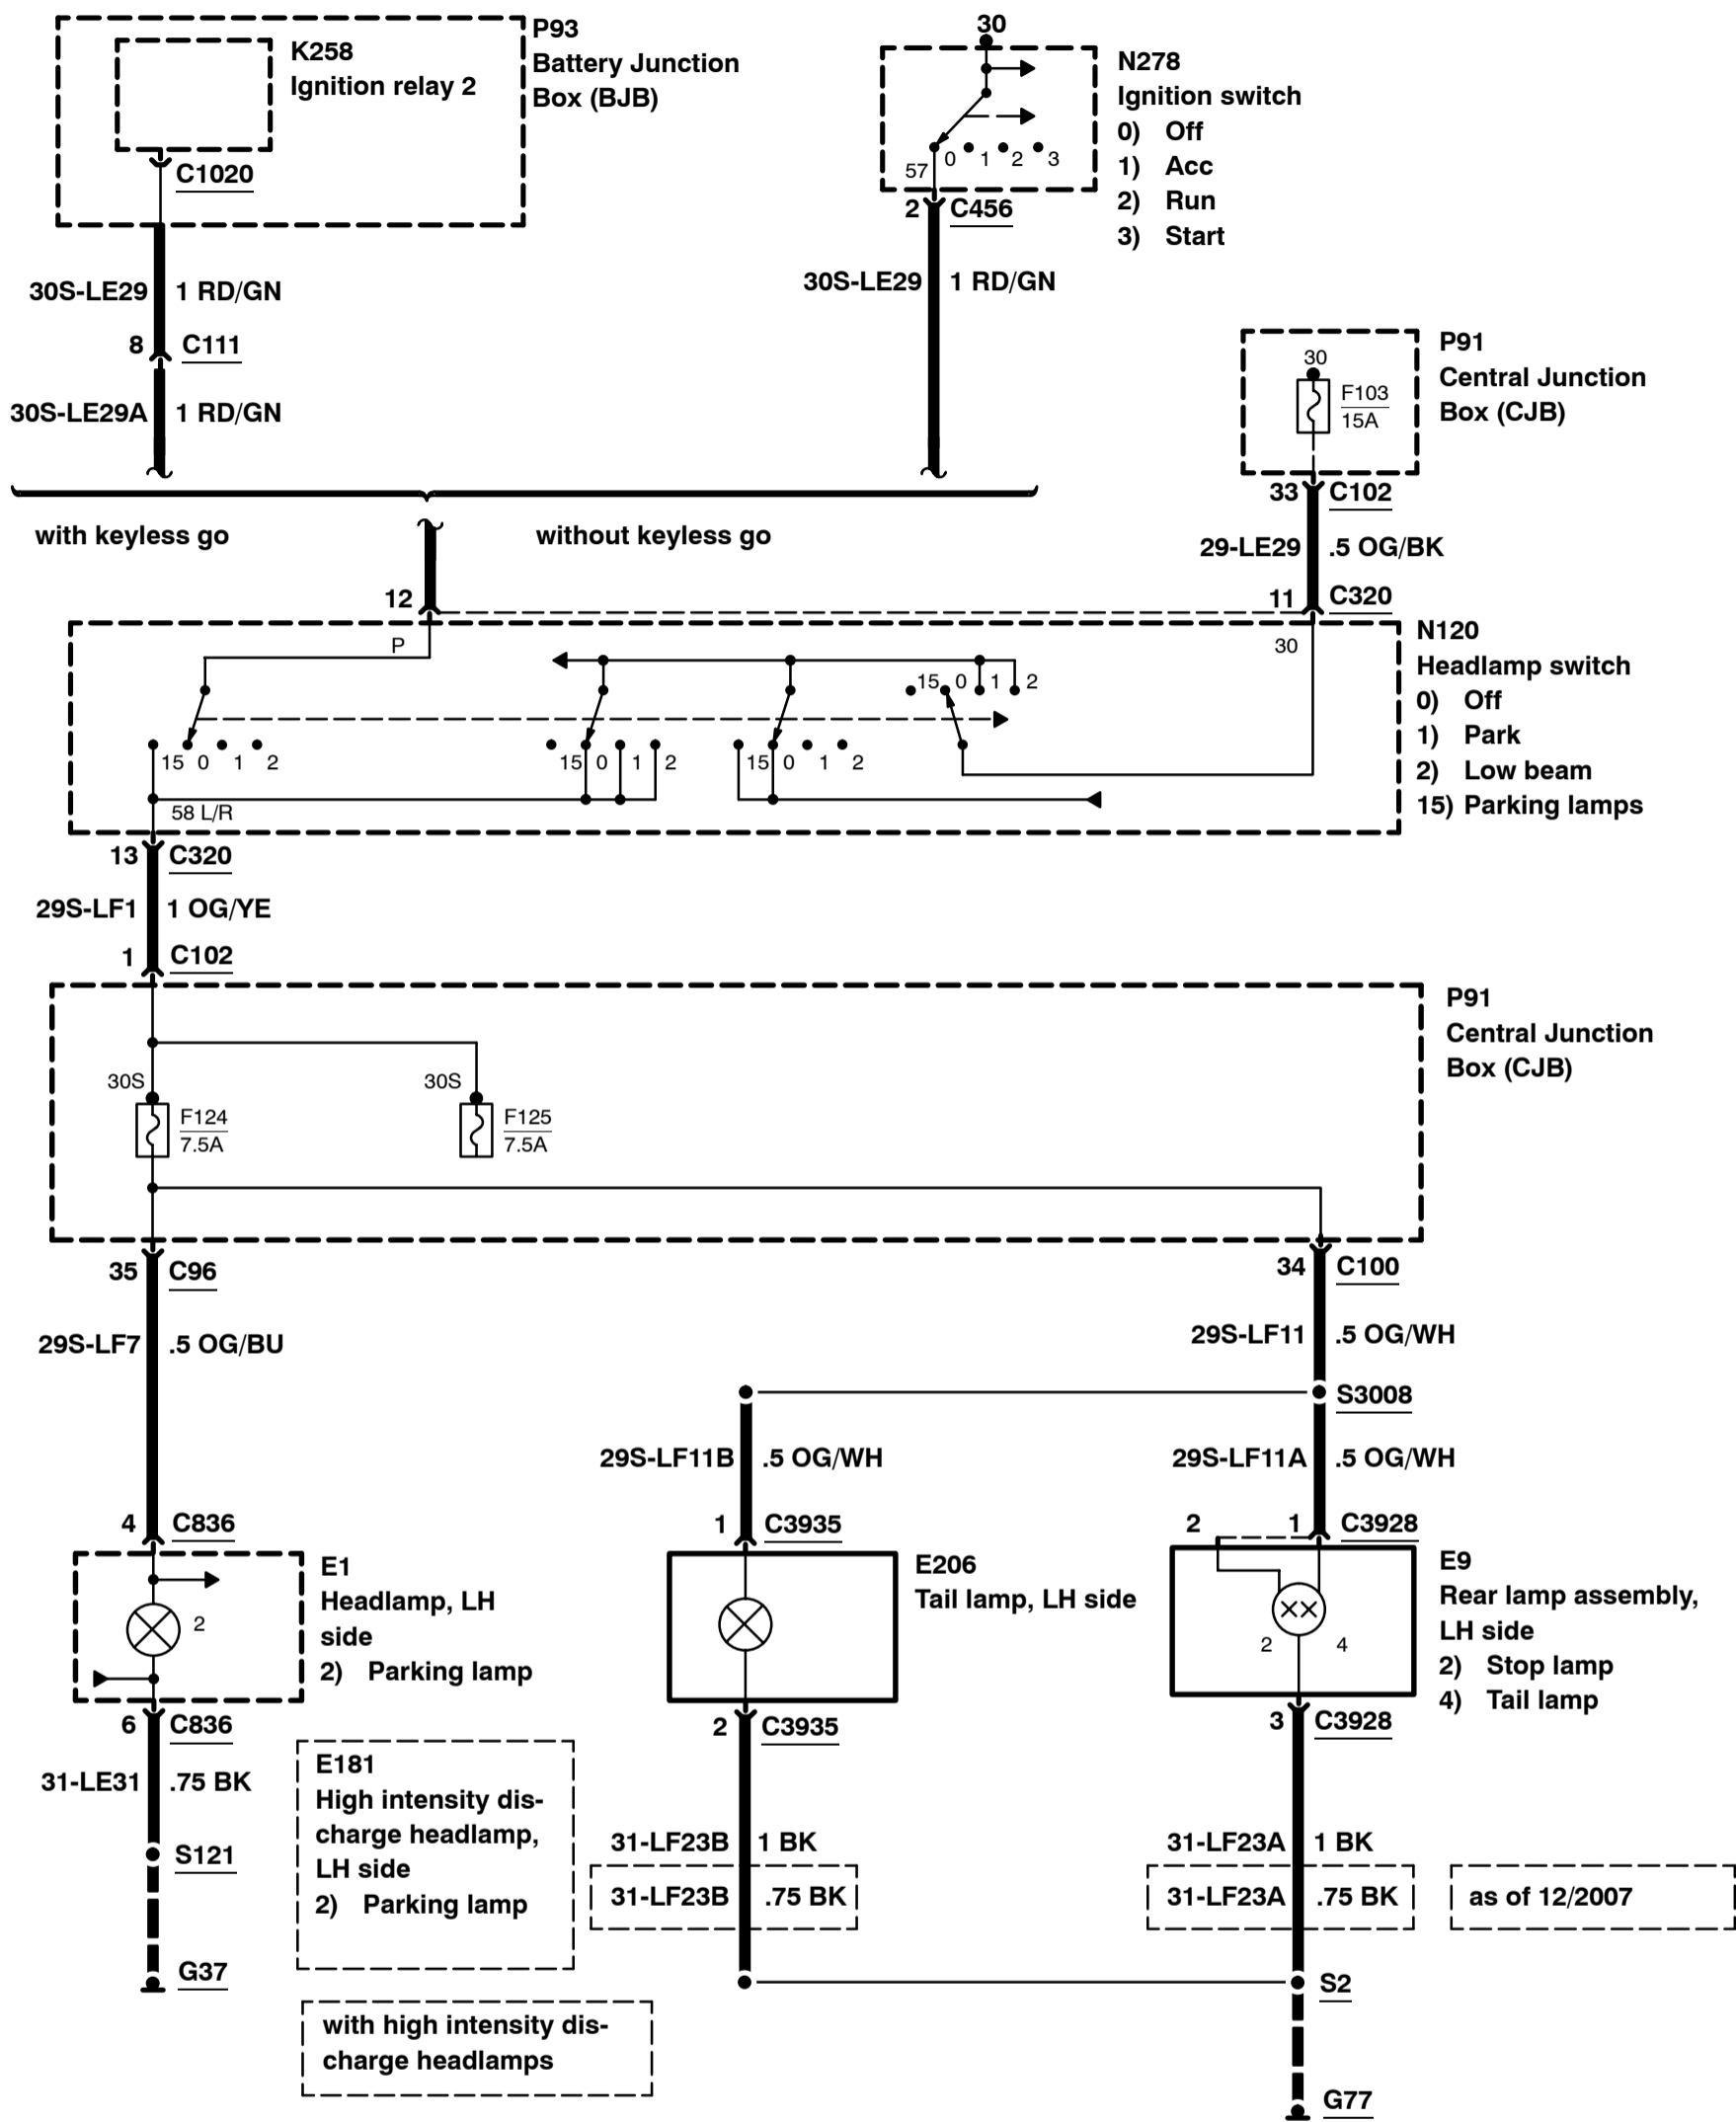 P93
Battery Junction
Box (BJB)
K258
Ignition relay 2
C1020
30S-LE29 1 RD/GN
8 C111
30S-LE29A 1 RD/GN
30
N278
Ignition switch
0) Off
1) Acc
2) Run
3) Start
57 0 1 2 3
2 C456
30S-LE29 1 RD/GN
P91
Central Junction
Box (CJB)
30
F103
15A
33 C102
29-LE29 .5 OG/BK
with keyless go
without keyless go
12
11 C320
N120
Headlamp switch
0) Off
1) Park
2) Low beam
15) Parking lamps
P
30
15 0 1 2
15 0 1 2
15 0 1 2
15 0 1 2
58 L/R
13 C320
29S-LF1 1 OG/YE
1 C102
P91
Central Junction
Box (CJB)
30S
F124
7.5A
30S
F125
7.5A
35 C96
34 C100
29S-LF7 .5 OG/BU
29S-LF11 .5 OG/WH
S3008
29S-LF11B .5 OG/WH
29S-LF11A .5 OG/WH
4 C836
1 C3935
2 1 C3928
E1
Headlamp, LH
side
2) Parking lamp
2
E206
Tail lamp, LH side
E9
Rear lamp assembly,
LH side
2) Stop lamp
4) Tail lamp
2 4
6 C836
2 C3935
3 C3928
31-LE31 .75 BK
S121
G37
E181
High intensity dis-
charge headlamp,
LH side
2) Parking lamp
with high intensity dis-
charge headlamps
31-LF23B 1 BK
31-LF23B .75 BK
31-LF23A 1 BK
31-LF23A .75 BK
as of 12/2007
S2
G77